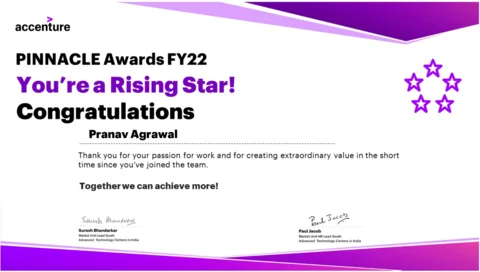 accenture
PINNACLE Awards FY22
You're a Rising Star!
Congratulations
Pranav Agrawal
Thank you for your passion for work and for creating extraordinary value in the short
time since you've joined the team.
Together we can achieve more!
Suresh Bhandarkar
Paul Jacob
Suresh Bhandarkar
Market Unit Lead South
Advanced Technology Centers in India
Paul Jacob
Market Unit HR Lead South
Advanced Technology Centers in India